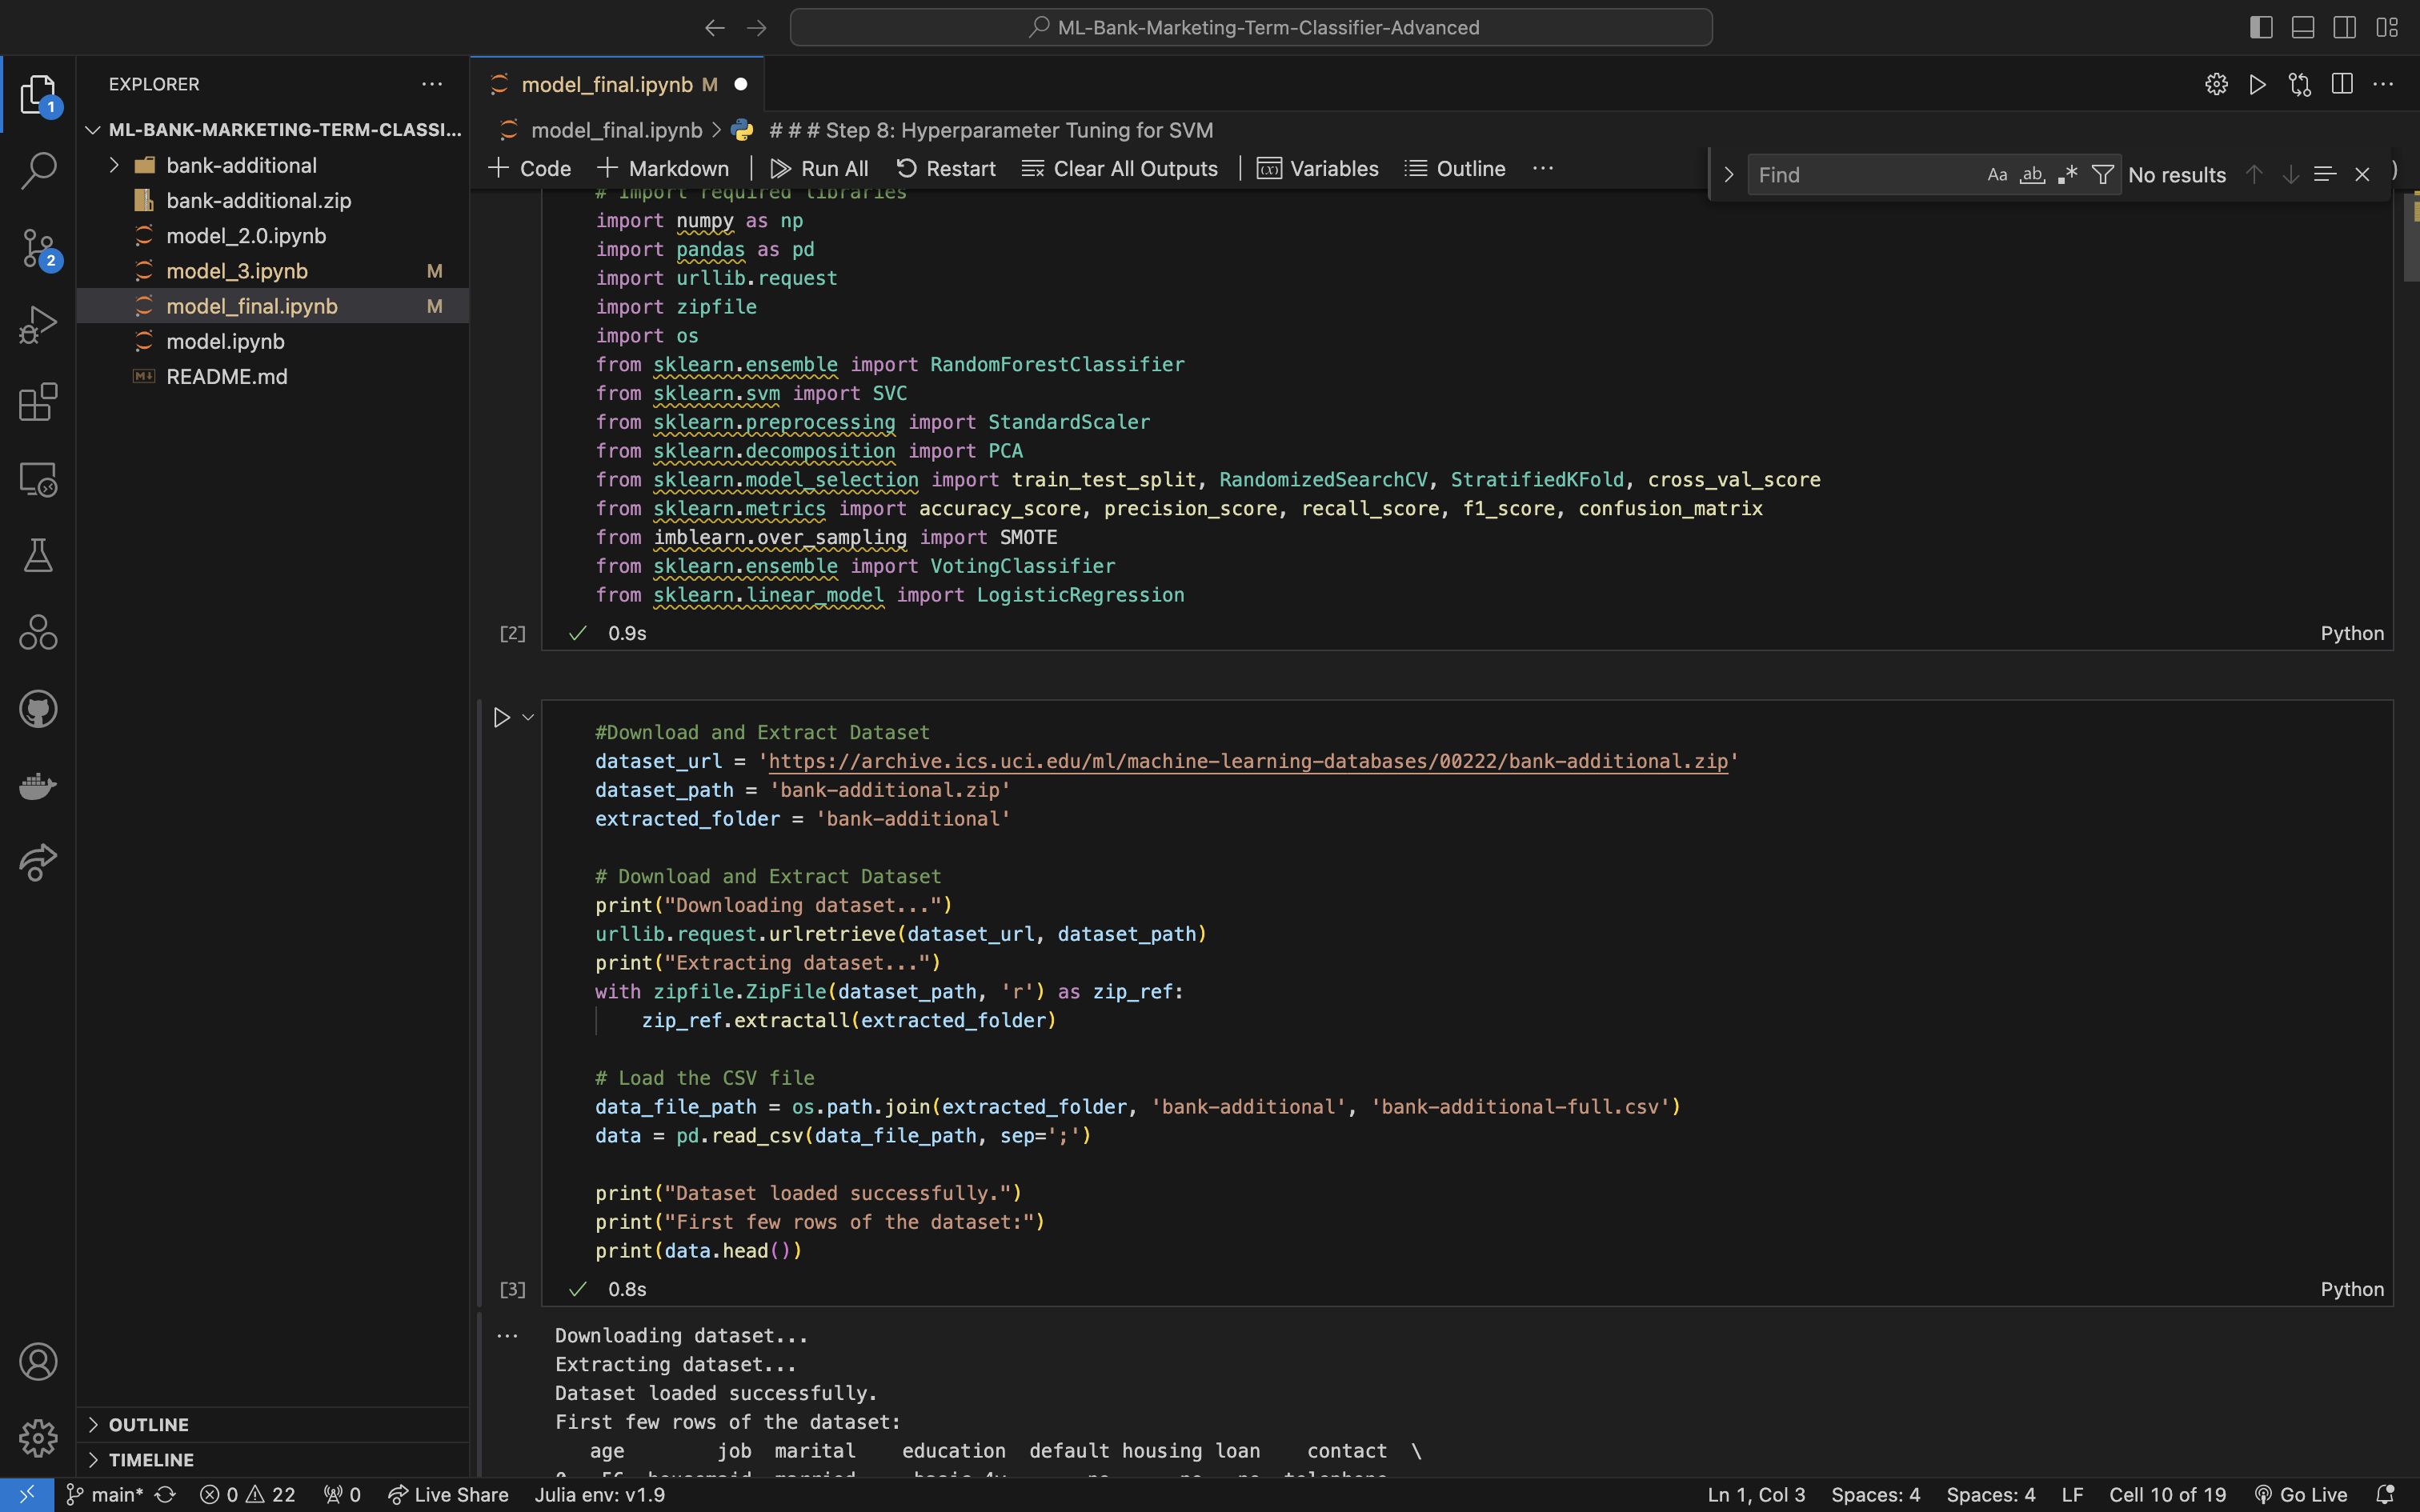 ML-Bank-Marketing-Term-Classifier-Advanced
EXPLORER
ML-BANK-MARKETING-TERM-CLASSI...
bank-additional
bank-additional.zip
model_2.0.ipynb
model_3.ipynb M
model_final.ipynb M
model.ipynb
README.md
OUTLINE
TIMELINE
1
2
model_final.ipynb M
model_final.ipynb > # # # Step 8: Hyperparameter Tuning for SVM
+ Code + Markdown Run All Restart Clear All Outputs Variables Outline ...
Find Aa ab No results
# Import required libraries
import numpy as np
import pandas as pd
import urllib.request
import zipfile
import os
from sklearn.ensemble import RandomForestClassifier
from sklearn.svm import SVC
from sklearn.preprocessing import StandardScaler
from sklearn.decomposition import PCA
from sklearn.model_selection import train_test_split, RandomizedSearchCV, StratifiedKFold, cross_val_score
from sklearn.metrics import accuracy_score, precision_score, recall_score, f1_score, confusion_matrix
from imblearn.over_sampling import SMOTE
from sklearn.ensemble import VotingClassifier
from sklearn.linear_model import LogisticRegression
[2] 0.9s Python
#Download and Extract Dataset
dataset_url = 'https://archive.ics.uci.edu/ml/machine-learning-databases/00222/bank-additional.zip'
dataset_path = 'bank-additional.zip'
extracted_folder = 'bank-additional'
# Download and Extract Dataset
print("Downloading dataset...")
urllib.request.urlretrieve(dataset_url, dataset_path)
print("Extracting dataset...")
with zipfile.ZipFile(dataset_path, 'r') as zip_ref:
    zip_ref.extractall(extracted_folder)
# Load the CSV file
data_file_path = os.path.join(extracted_folder, 'bank-additional', 'bank-additional-full.csv')
data = pd.read_csv(data_file_path, sep=';')
print("Dataset loaded successfully.")
print("First few rows of the dataset:")
print(data.head())
[3] 0.8s Python
Downloading dataset...
Extracting dataset...
Dataset loaded successfully.
First few rows of the dataset:
age job marital education default housing loan contact \
main* 0 22 0 Live Share Julia env: v1.9 Ln 1, Col 3 Spaces: 4 Spaces: 4 LF Cell 10 of 19 Go Live